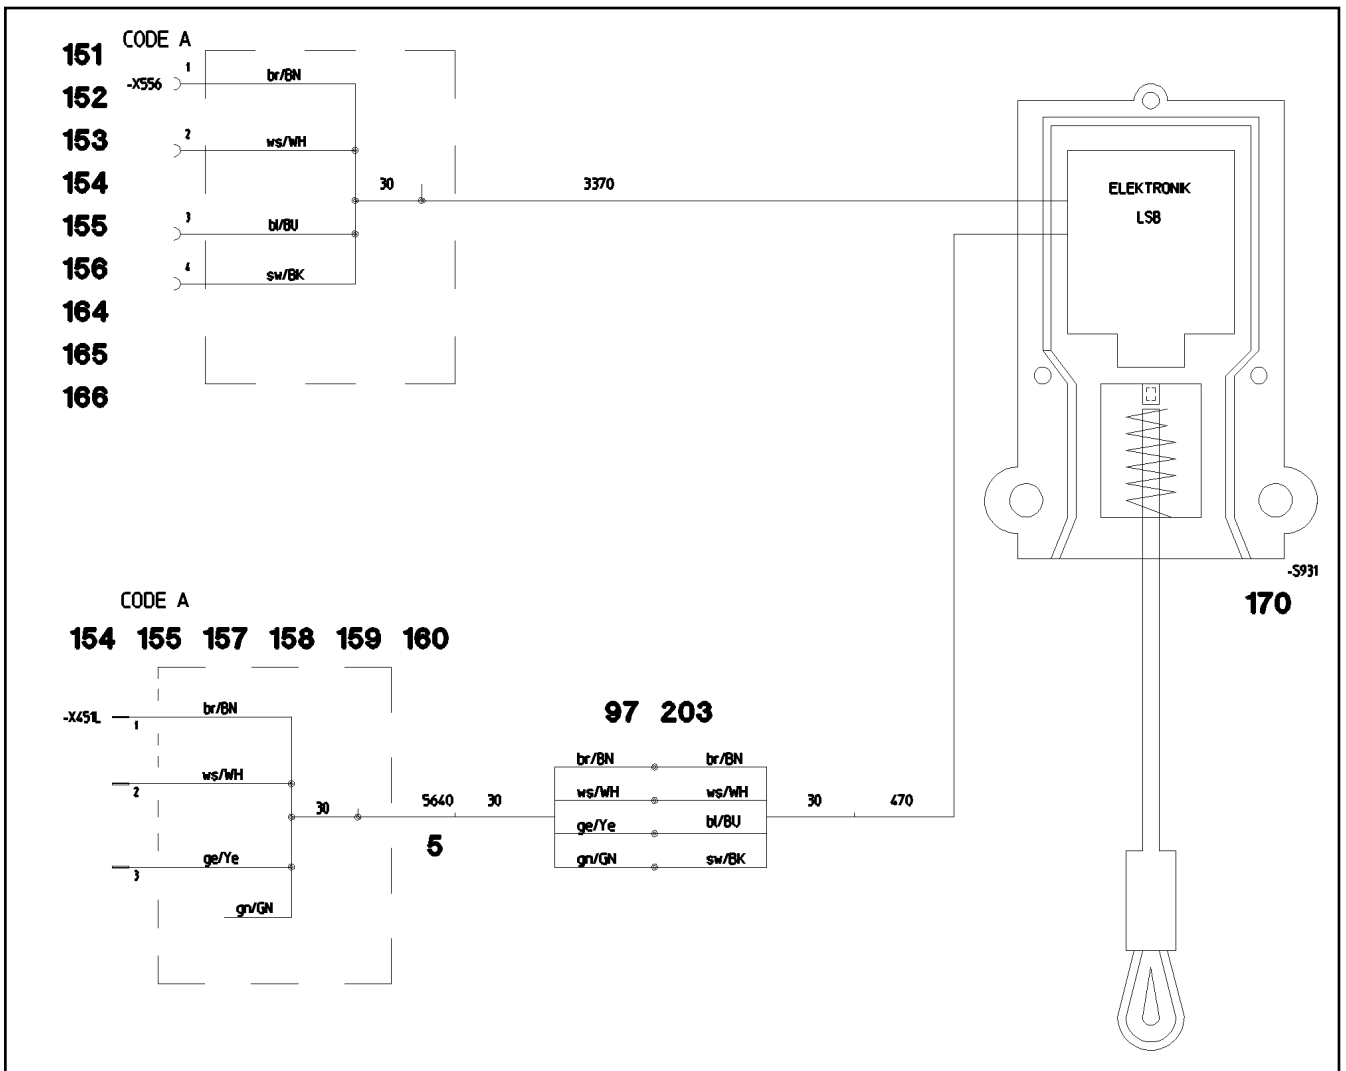 CODE A
151
152
153
154
155
156
164
165
166
-X556
1 br/BN
2 ws/WH
3 bl/BU
4 sw/BK
30
3370
ELEKTRONIK
LSB
-S931
170
CODE A
154 155 157 158 159 160
-X451L
1 br/BN
2 ws/WH
3 ge/Ye
gn/GN
30
5640 30
5
97 203
br/BN br/BN
ws/WH ws/WH
ge/Ye bl/BU
gn/GN sw/BK
30 470